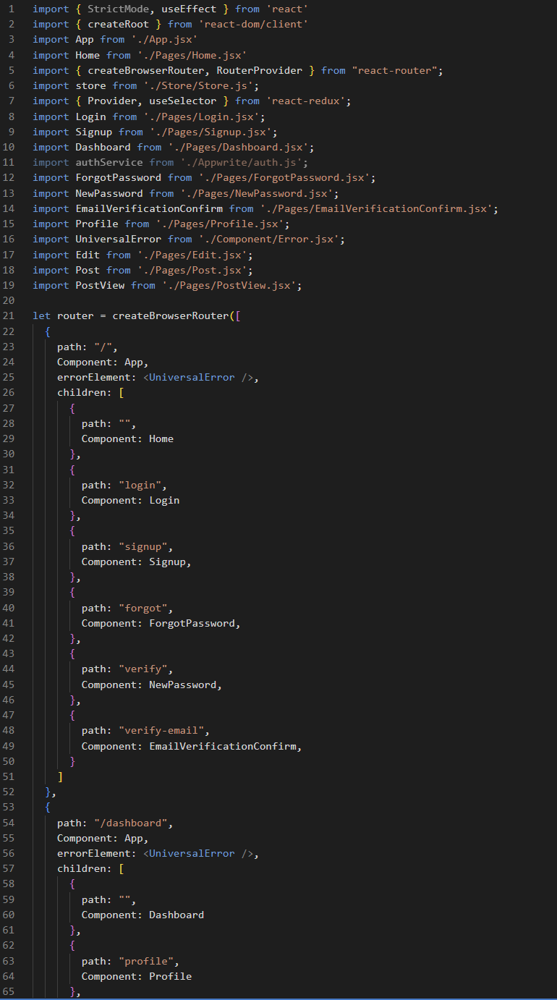 1 import { StrictMode, useEffect } from 'react'
2 import { createRoot } from 'react-dom/client'
3 import App from './App.jsx'
4 import Home from './Pages/Home.jsx'
5 import { createBrowserRouter, RouterProvider } from "react-router";
6 import store from './Store/Store.js';
7 import { Provider, useSelector } from 'react-redux';
8 import Login from './Pages/Login.jsx';
9 import Signup from './Pages/Signup.jsx';
10 import Dashboard from './Pages/Dashboard.jsx';
11 import authService from './Appwrite/auth.js';
12 import ForgotPassword from './Pages/ForgotPassword.jsx';
13 import NewPassword from './Pages/NewPassword.jsx';
14 import EmailVerificationConfirm from './Pages/EmailVerificationConfirm.jsx';
15 import Profile from './Pages/Profile.jsx';
16 import UniversalError from './Component/Error.jsx';
17 import Edit from './Pages/Edit.jsx';
18 import Post from './Pages/Post.jsx';
19 import PostView from './Pages/PostView.jsx';
20
21 let router = createBrowserRouter([
22   {
23     path: "/",
24     Component: App,
25     errorElement: <UniversalError />,
26     children: [
27       {
28         path: "",
29         Component: Home
30       },
31       {
32         path: "login",
33         Component: Login
34       },
35       {
36         path: "signup",
37         Component: Signup,
38       },
39       {
40         path: "forgot",
41         Component: ForgotPassword,
42       },
43       {
44         path: "verify",
45         Component: NewPassword,
46       },
47       {
48         path: "verify-email",
49         Component: EmailVerificationConfirm,
50       }
51     ]
52   },
53   {
54     path: "/dashboard",
55     Component: App,
56     errorElement: <UniversalError />,
57     children: [
58       {
59         path: "",
60         Component: Dashboard
61       },
62       {
63         path: "profile",
64         Component: Profile
65       },